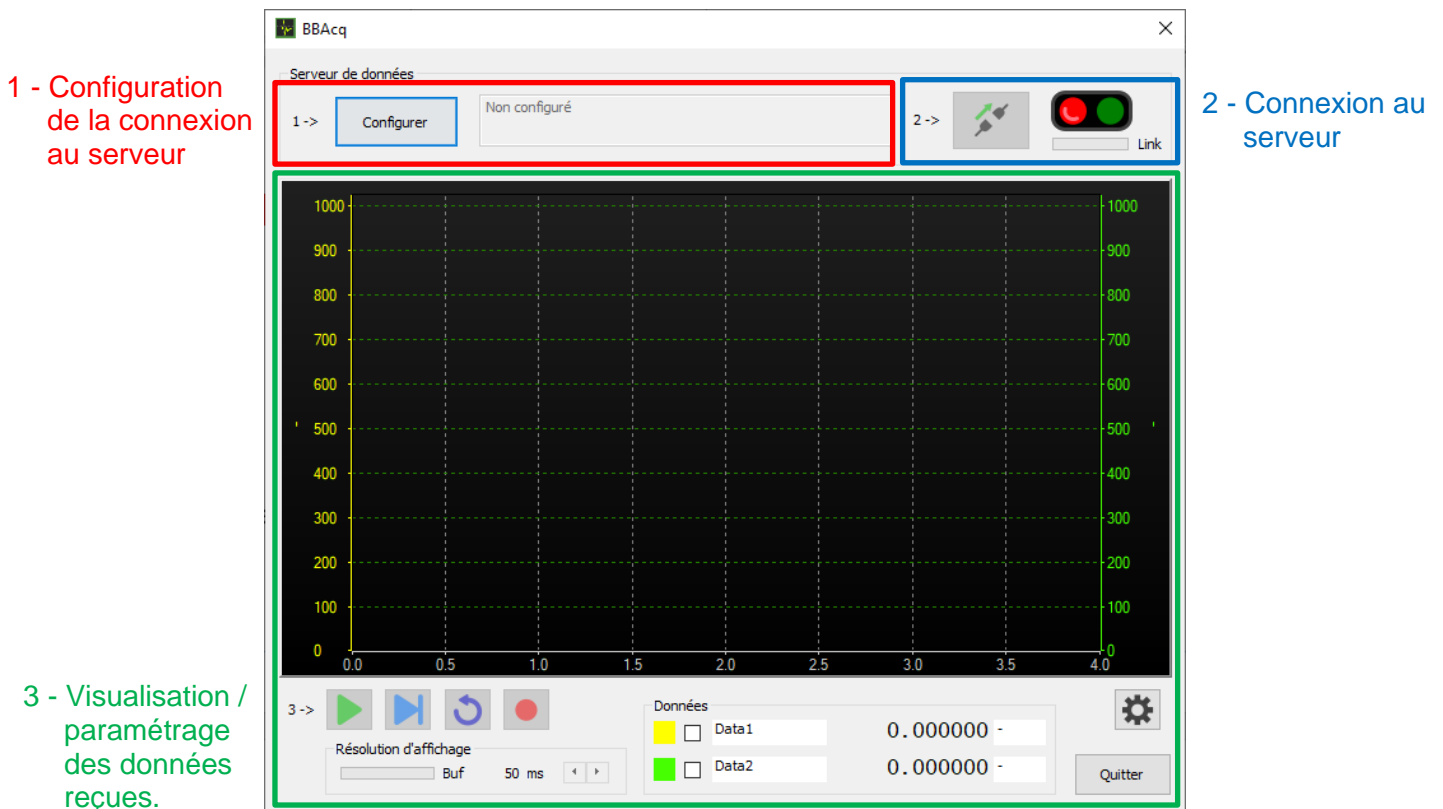 BBAcq
Serveur de données
1 - Configuration
de la connexion
au serveur
1 ->
Configurer
Non configuré
2 ->
Link
2 - Connexion au
serveur
1000
1000
900
900
800
800
700
700
600
600
- 500
500 -
400
400
300
300
200
200
100
100
0
0
0.0 0.5 1.0 1.5 2.0 2.5 3.0 3.5 4.0
3 - Visualisation /
paramétrage
des données
reçues.
3 ->
Résolution d'affichage
Buf 50 ms
Données
Data1 0.000000 -
Data2 0.000000 -
Quitter